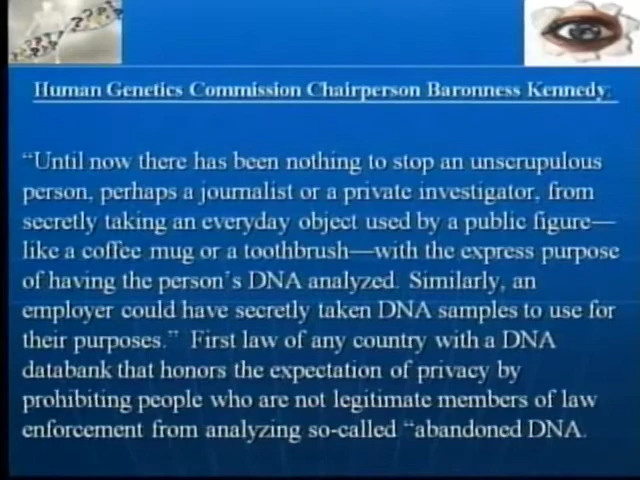 Human Genetics Commission Chairperson Baronness Kennedy:
“Until now there has been nothing to stop an unscrupulous
person, perhaps a journalist or a private investigator, from
secretly taking an everyday object used by a public figure—
like a coffee mug or a toothbrush—with the express purpose
of having the person’s DNA analyzed. Similarly, an
employer could have secretly taken DNA samples to use for
their purposes.” First law of any country with a DNA
databank that honors the expectation of privacy by
prohibiting people who are not legitimate members of law
enforcement from analyzing so-called “abandoned DNA.